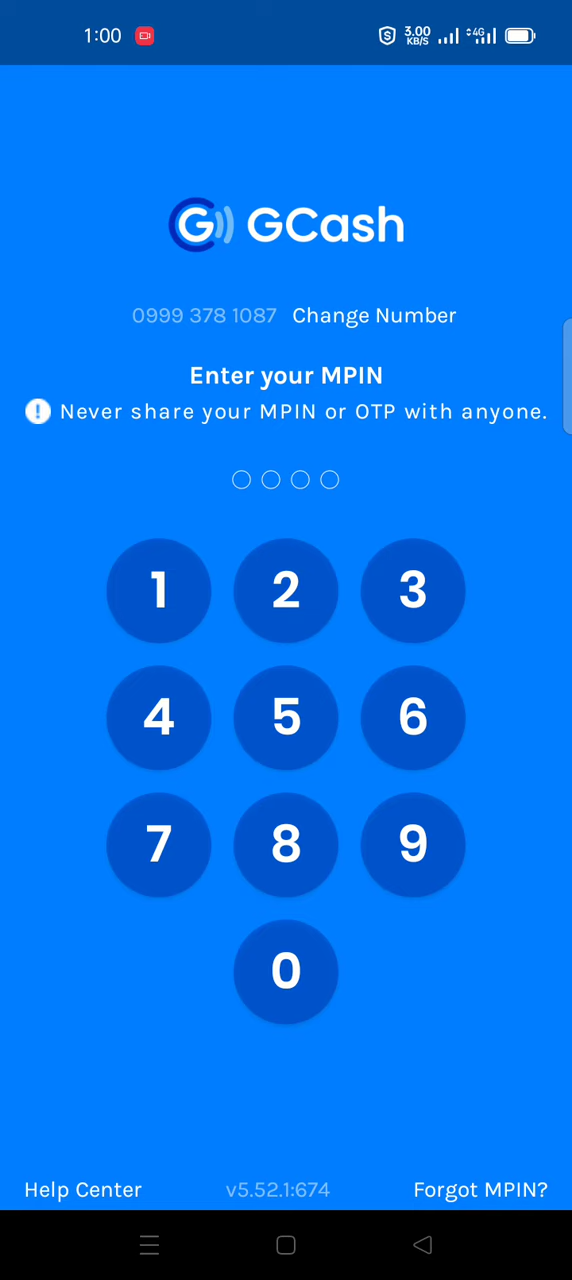 1:00 3.00 KB/S 4G
G GCash
0999 378 1087 Change Number
Enter your MPIN
! Never share your MPIN or OTP with anyone.
1 2 3
4 5 6
7 8 9
0
Help Center v5.52.1:674 Forgot MPIN?